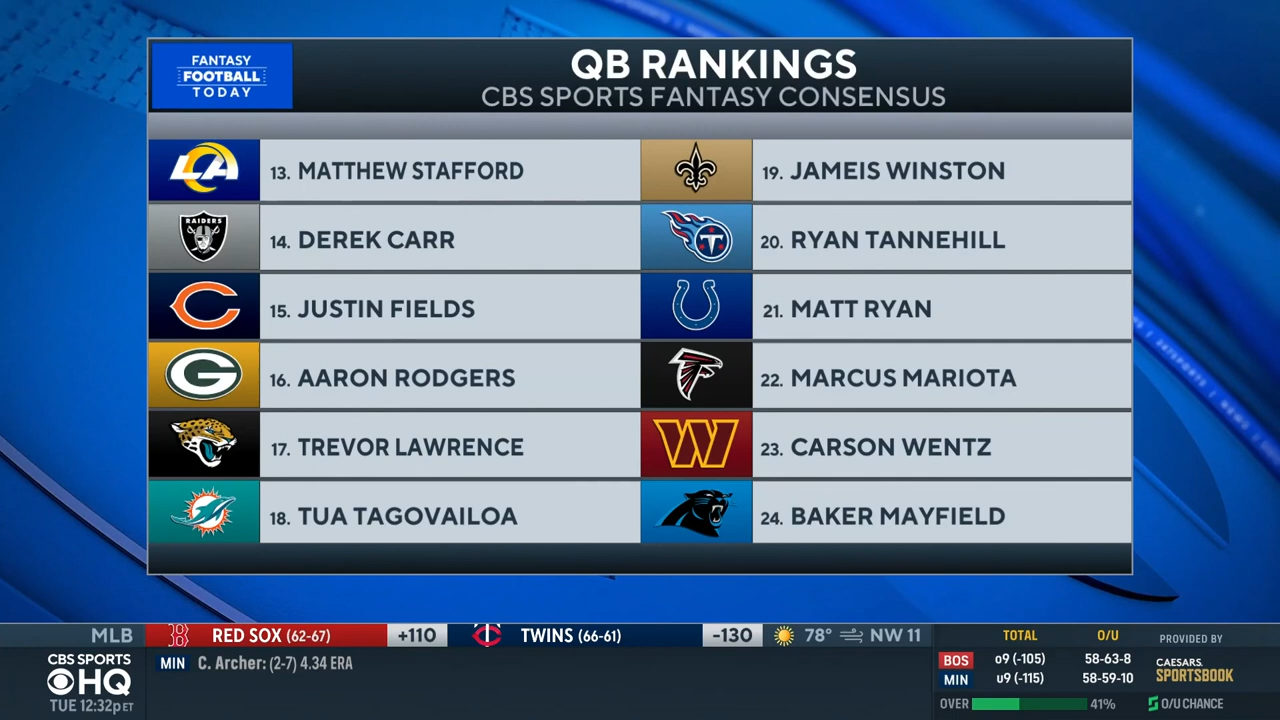 FANTASY
FOOTBALL
TODAY
QB RANKINGS
CBS SPORTS FANTASY CONSENSUS
13. MATTHEW STAFFORD
RAIDERS
14. DEREK CARR
15. JUSTIN FIELDS
16. AARON RODGERS
17. TREVOR LAWRENCE
18. TUA TAGOVAILOA
19. JAMEIS WINSTON
20. RYAN TANNEHILL
21. MATT RYAN
22. MARCUS MARIOTA
23. CARSON WENTZ
24. BAKER MAYFIELD
MLB RED SOX (62-67) +110 TWINS (66-61) -130 78° NW 11
CBS SPORTS
HQ
TUE 12:32pET
MIN C. Archer: (2-7) 4.34 ERA
TOTAL O/U PROVIDED BY
BOS o9 (-105) 58-63-8
MIN u9 (-115) 58-59-10
CAESARS
SPORTSBOOK
OVER 41% O/U CHANCE